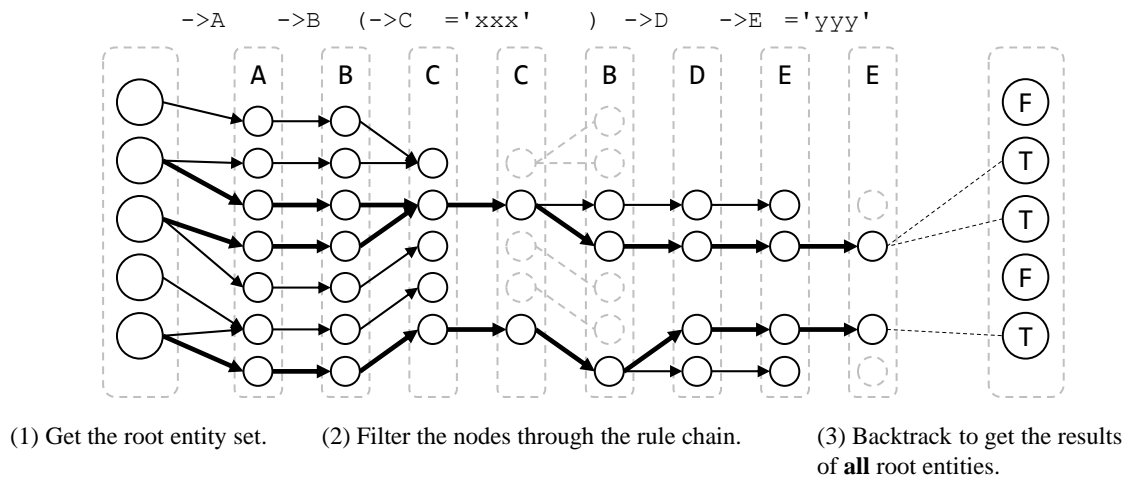 ->A ->B (->C ='xxx' ) ->D ->E ='yyy'
A B C C B D E E
F
T
T
F
T
(1) Get the root entity set. (2) Filter the nodes through the rule chain. (3) Backtrack to get the results
of all root entities.